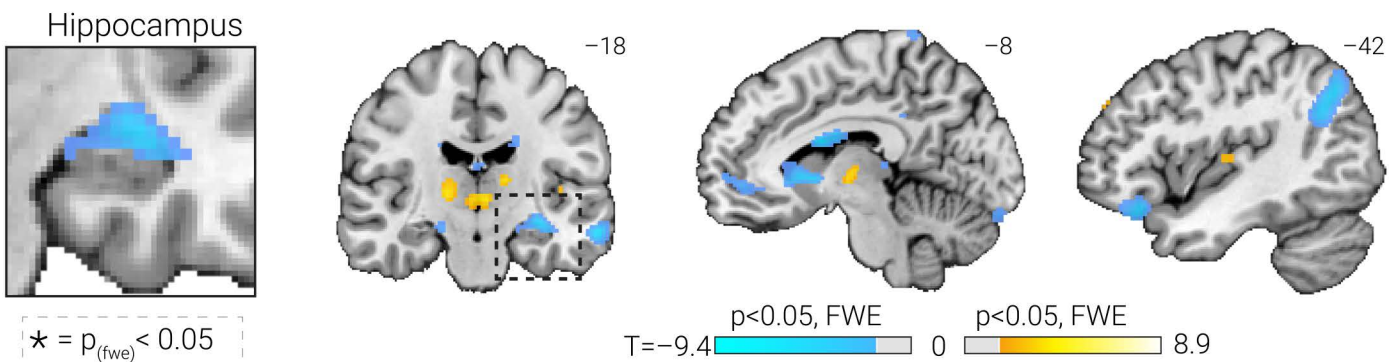 Hippocampus
−18
−8
−42
* = p(fwe)< 0.05
p<0.05, FWE
p<0.05, FWE
T=−9.4
0
8.9